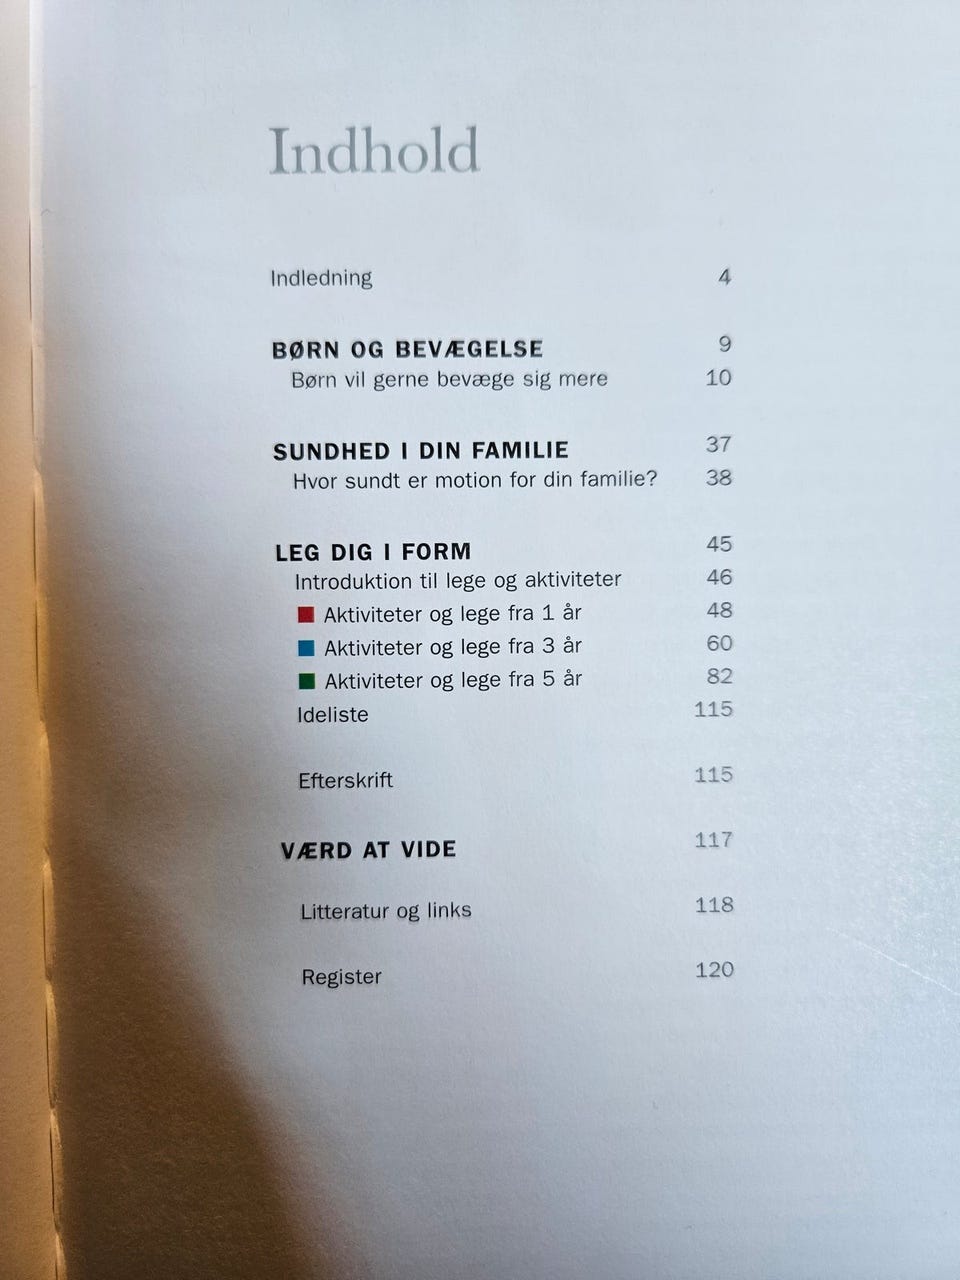 Indhold
Indledning 4
BØRN OG BEVÆGELSE 9
Børn vil gerne bevæge sig mere 10
SUNDHED I DIN FAMILIE 37
Hvor sundt er motion for din familie? 38
LEG DIG I FORM 45
Introduktion til lege og aktiviteter 46
Aktiviteter og lege fra 1 år 48
Aktiviteter og lege fra 3 år 60
Aktiviteter og lege fra 5 år 82
Ideliste 115
Efterskrift 115
VÆRD AT VIDE 117
Litteratur og links 118
Register 120